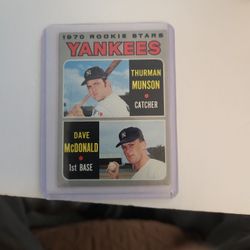 1970 ROOKIE STARS
YANKEES
THURMAN
MUNSON
CATCHER
DAVE
McDONALD
1st BASE